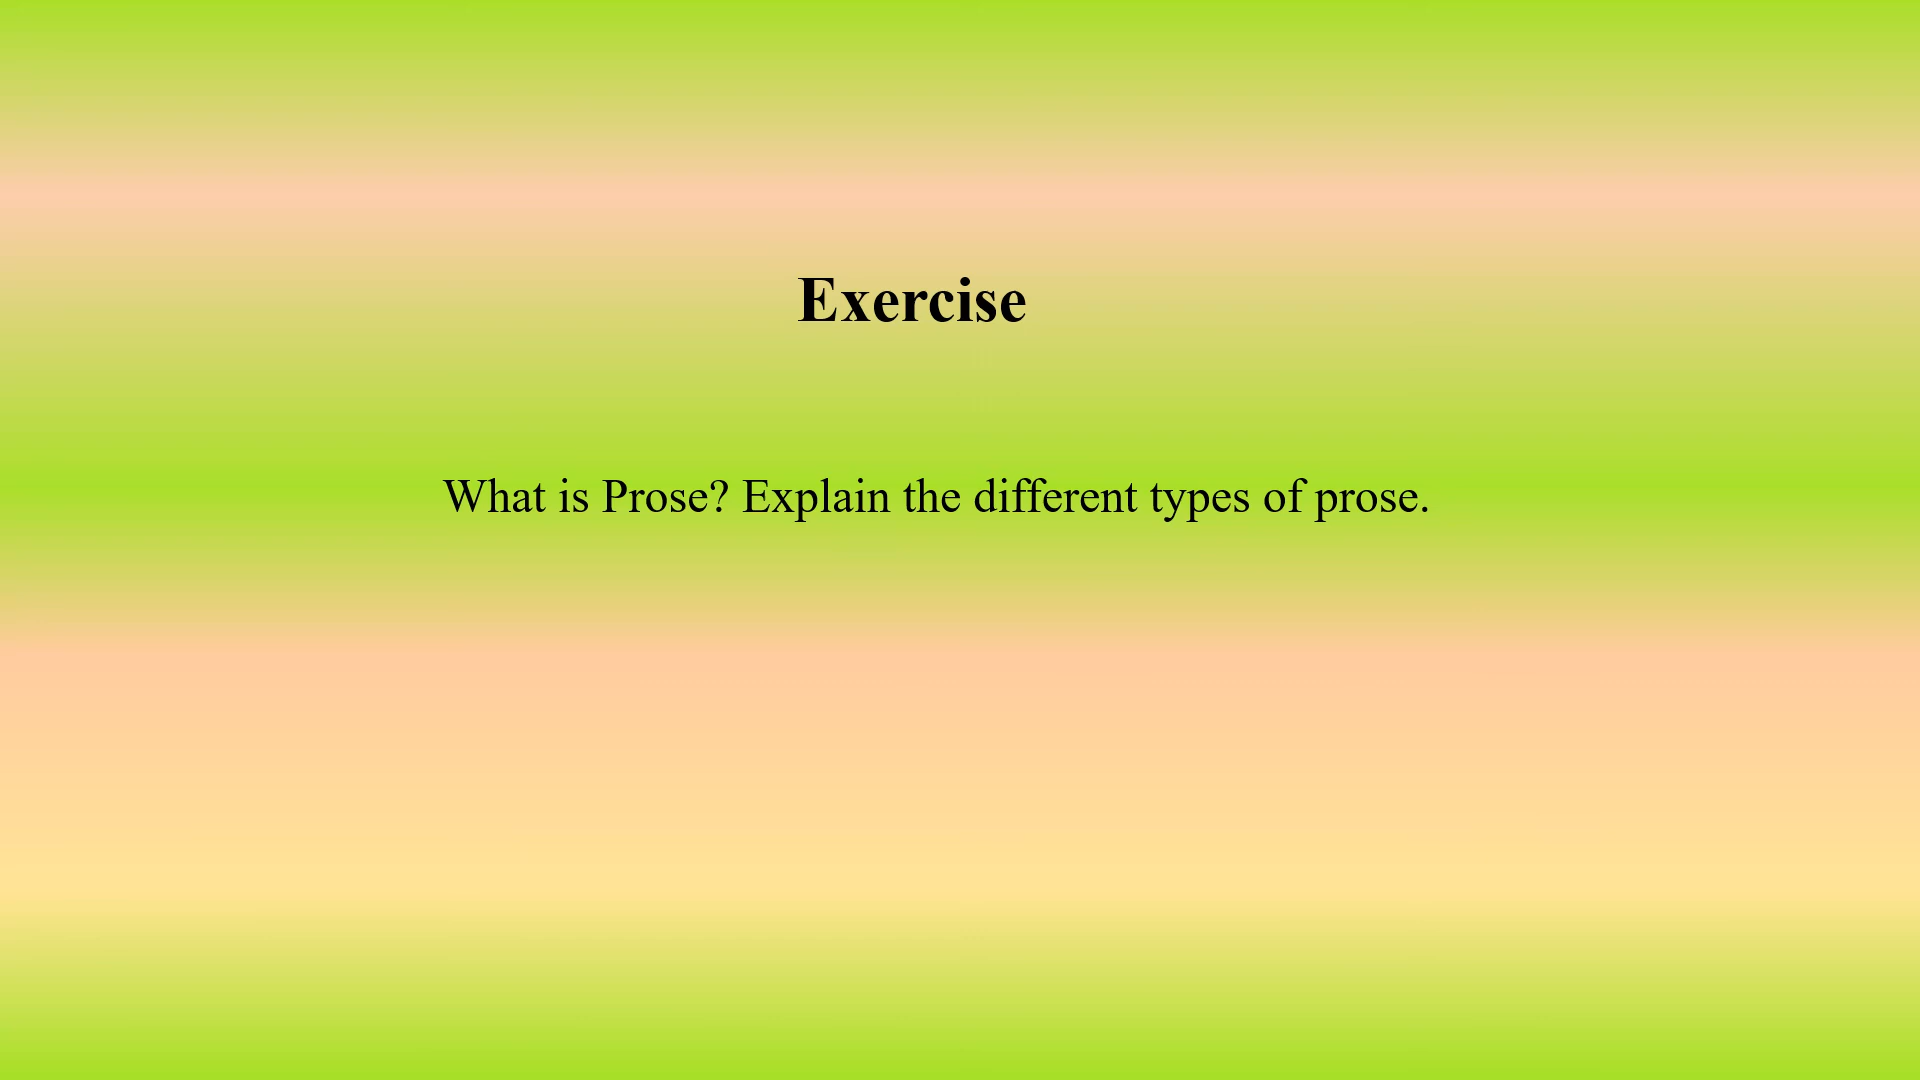 Exercise
What is Prose? Explain the different types of prose.